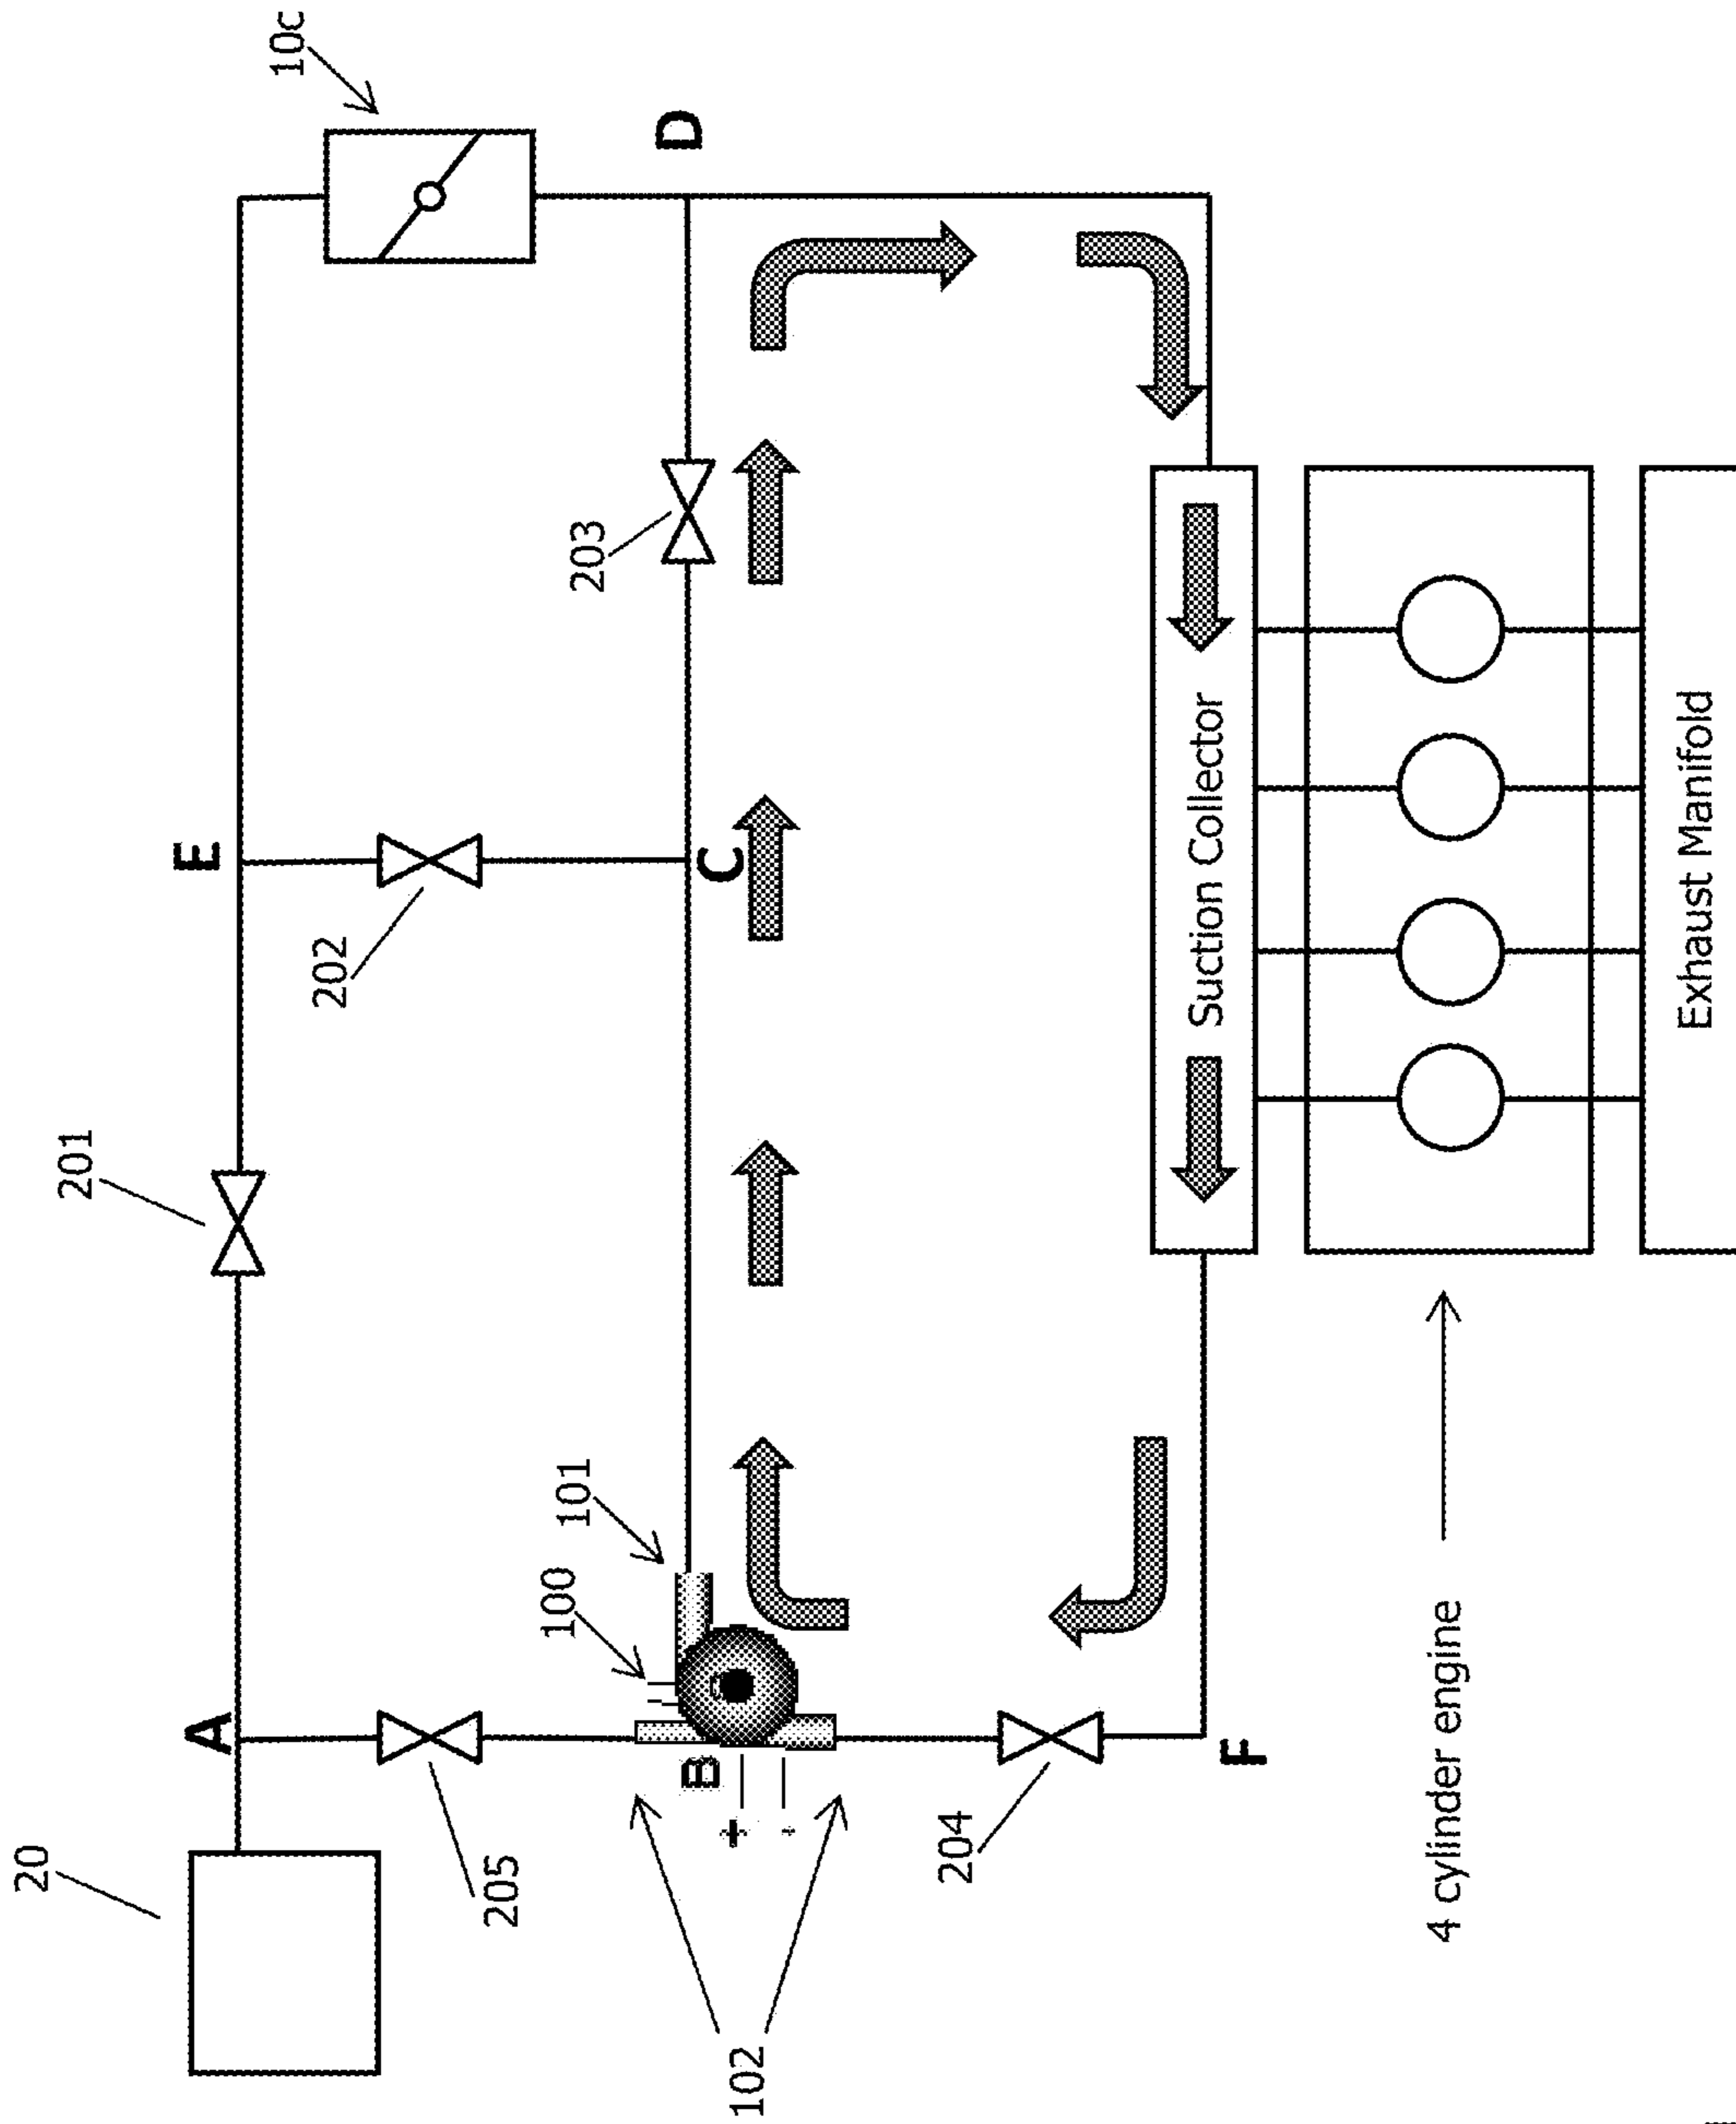 10c
20
201
A
E
D
205
202
203
100
101
B
C
+
-
102
204
F
Suction Collector
4 cylinder engine
Exhaust Manifold